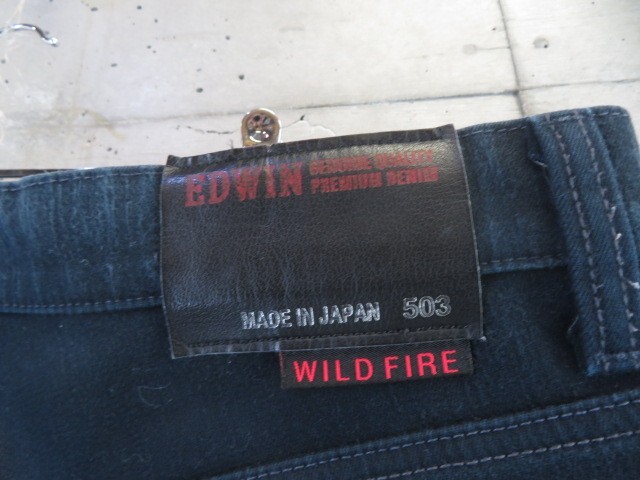 EDWIN GENUINE QUALITY
PREMIUM DENIM
MADE IN JAPAN 503
WILD FIRE